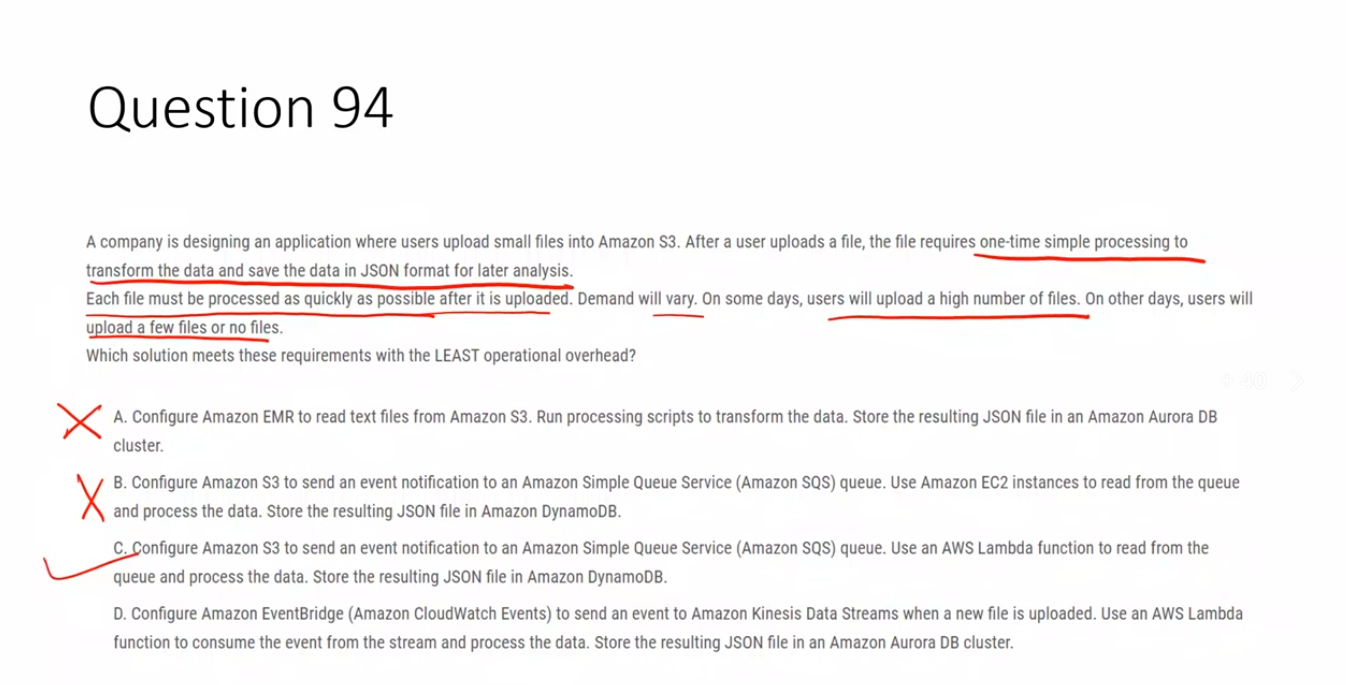 Question 94
A company is designing an application where users upload small files into Amazon S3. After a user uploads a file, the file requires one-time simple processing to
transform the data and save the data in JSON format for later analysis.
Each file must be processed as quickly as possible after it is uploaded. Demand will vary. On some days, users will upload a high number of files. On other days, users will
upload a few files or no files.
Which solution meets these requirements with the LEAST operational overhead?
+ 40
A. Configure Amazon EMR to read text files from Amazon S3. Run processing scripts to transform the data. Store the resulting JSON file in an Amazon Aurora DB
cluster.
B. Configure Amazon S3 to send an event notification to an Amazon Simple Queue Service (Amazon SQS) queue. Use Amazon EC2 instances to read from the queue
and process the data. Store the resulting JSON file in Amazon DynamoDB.
C. Configure Amazon S3 to send an event notification to an Amazon Simple Queue Service (Amazon SQS) queue. Use an AWS Lambda function to read from the
queue and process the data. Store the resulting JSON file in Amazon DynamoDB.
D. Configure Amazon EventBridge (Amazon CloudWatch Events) to send an event to Amazon Kinesis Data Streams when a new file is uploaded. Use an AWS Lambda
function to consume the event from the stream and process the data. Store the resulting JSON file in an Amazon Aurora DB cluster.